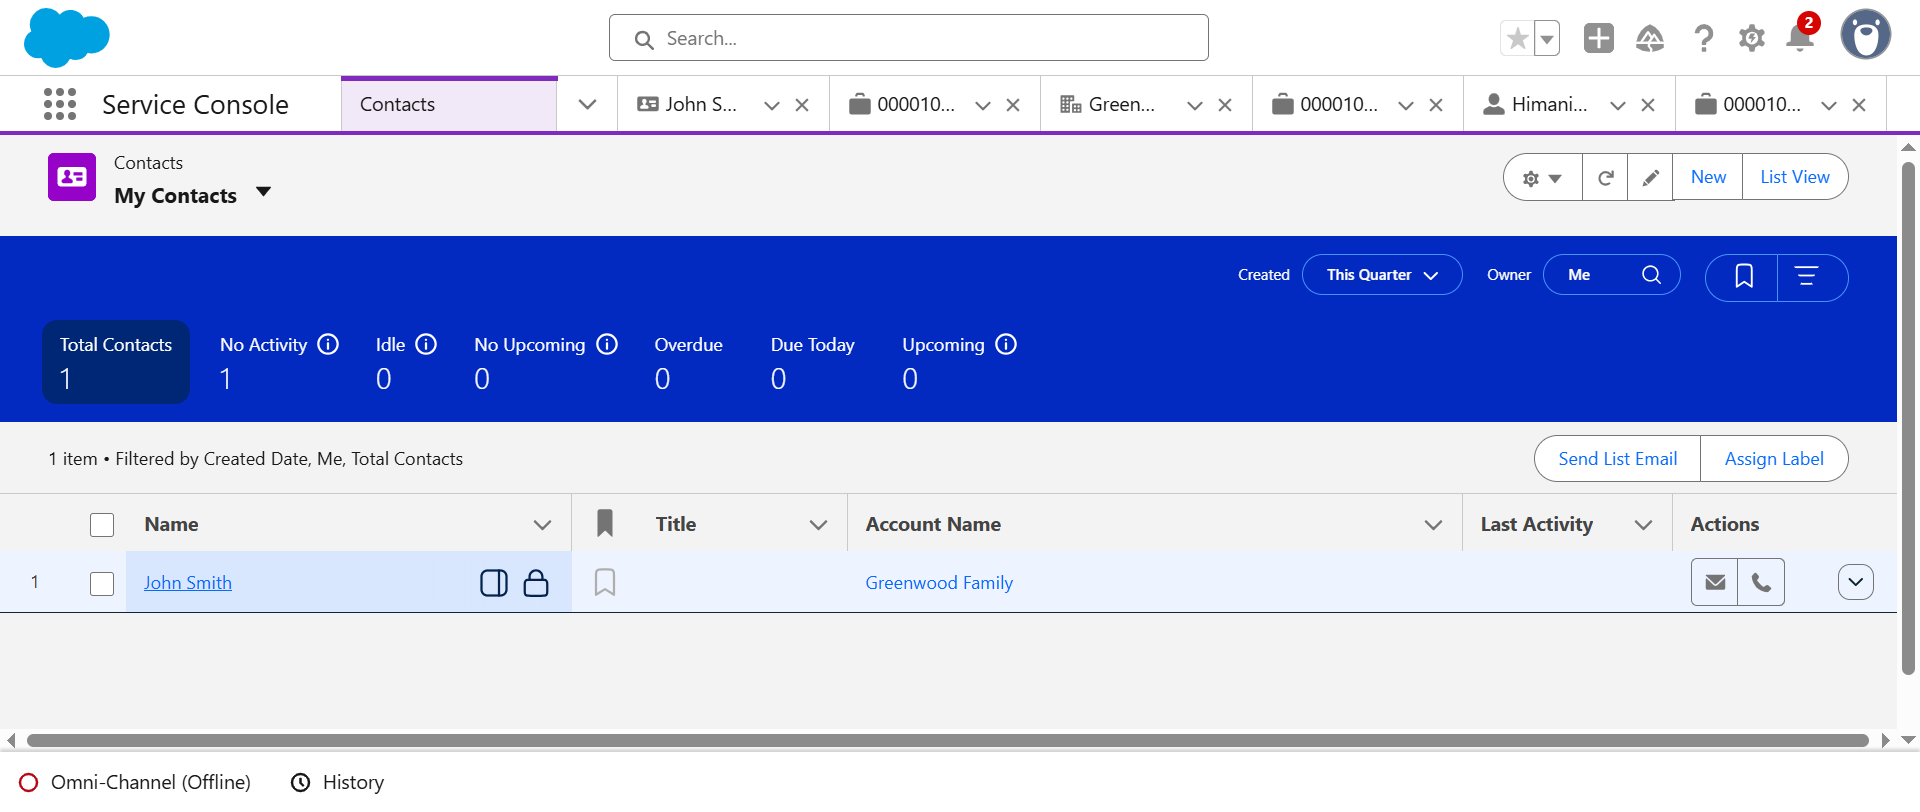 Search...
2
Service Console
Contacts
John S...
000010...
Green...
000010...
Himani...
000010...
Contacts
My Contacts
New
List View
Created
This Quarter
Owner
Me
Total Contacts
1
No Activity
1
Idle
0
No Upcoming
0
Overdue
0
Due Today
0
Upcoming
0
1 item • Filtered by Created Date, Me, Total Contacts
Send List Email
Assign Label
Name
Title
Account Name
Last Activity
Actions
1
John Smith
Greenwood Family
Omni-Channel (Offline)
History